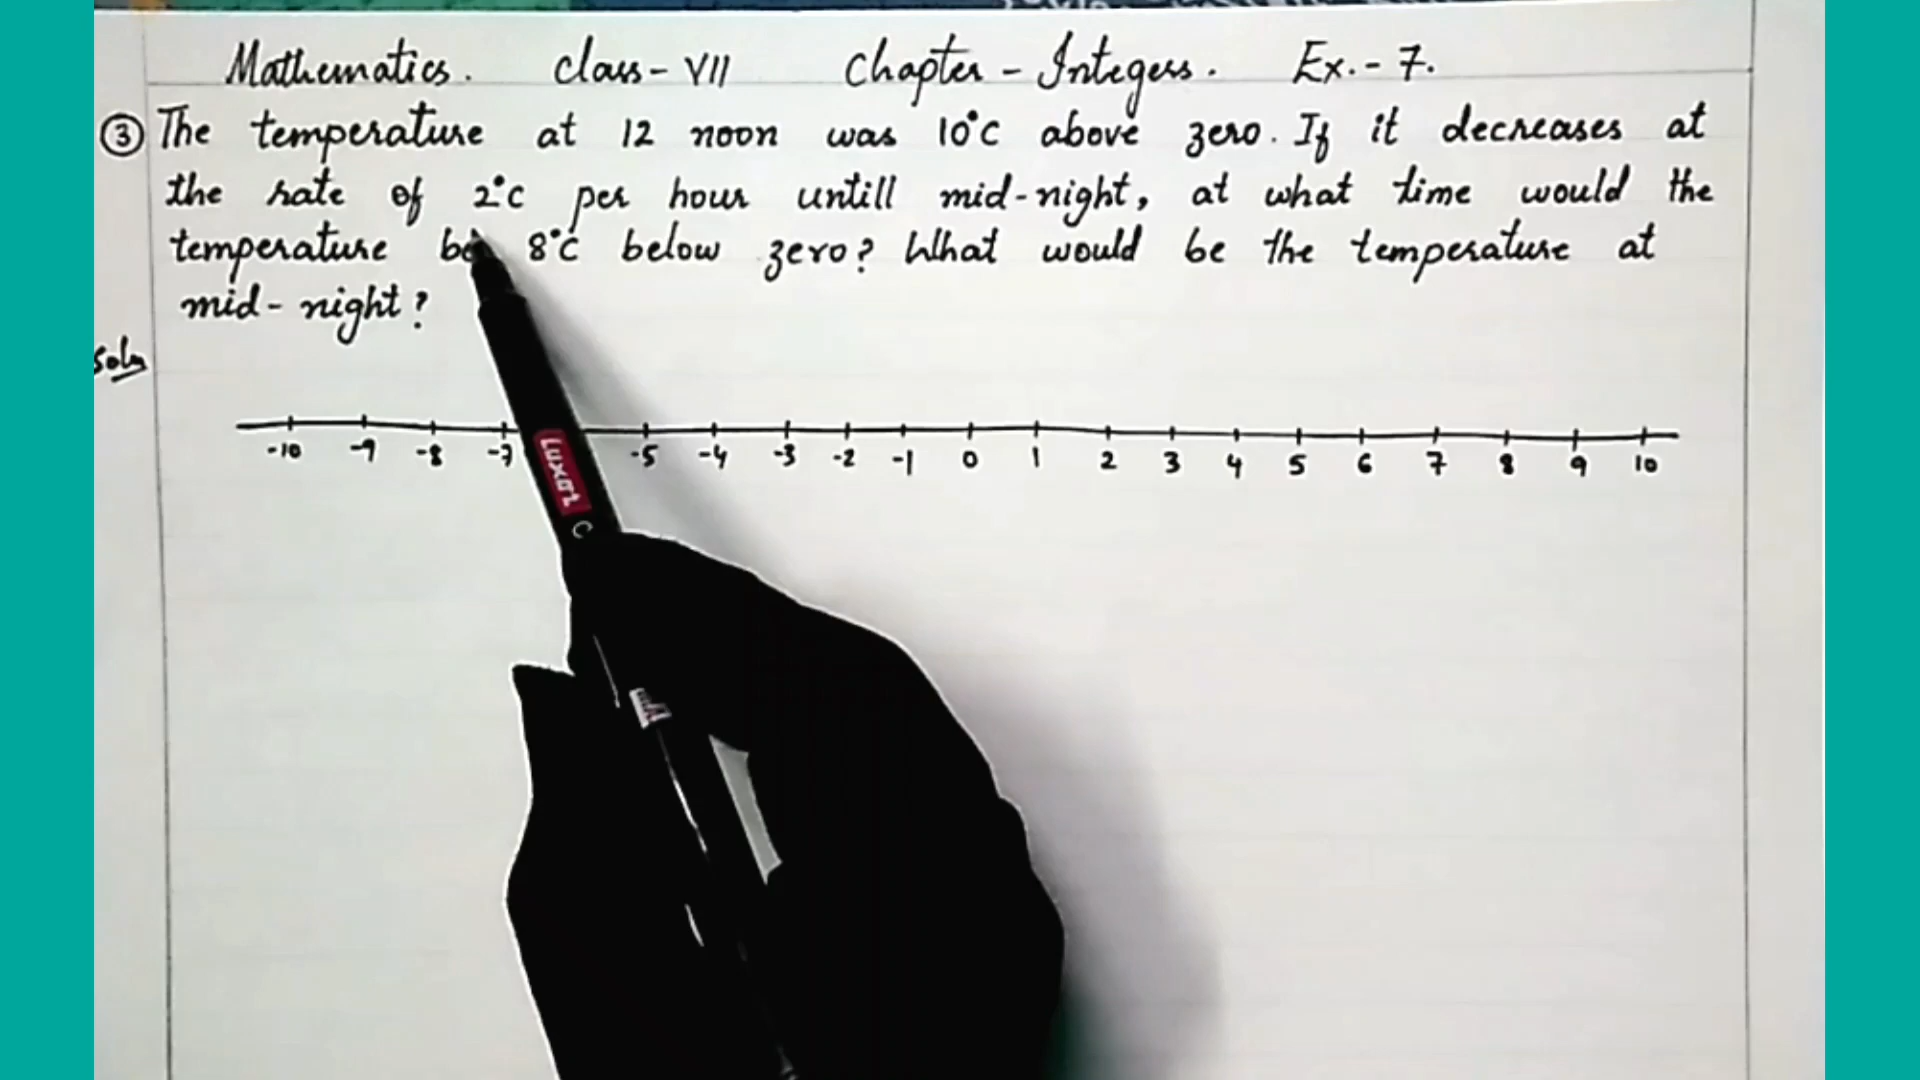 Mathematics. Class-VII Chapter - Integers. Ex.- 7.
③ The temperature at 12 noon was 10°C above zero. If it decreases at
the rate of 2°C per hour untill mid-night, at what time would the
temperature be 8°C below zero? What would be the temperature at
mid-night?
Soln
-10 -9 -8 -7 -5 -4 -3 -2 -1 0 1 2 3 4 5 6 7 8 9 10
Luxor